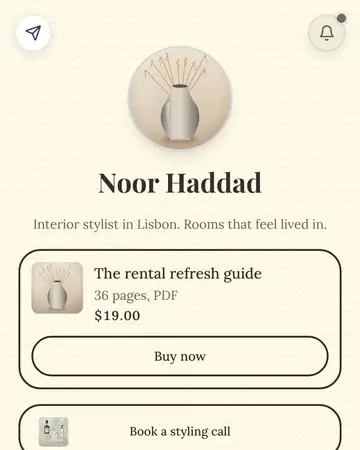 Noor Haddad
Interior stylist in Lisbon. Rooms that feel lived in.
The rental refresh guide
36 pages, PDF
$19.00
Buy now
Book a styling call